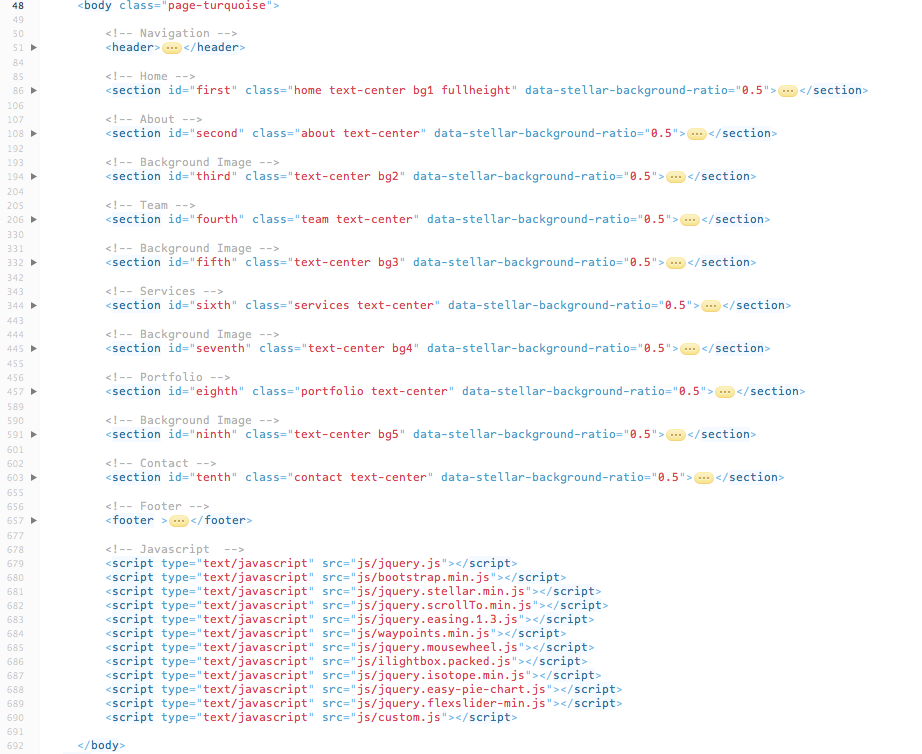 48 <body class="page-turquoise">
49
50 <!-- Navigation -->
51 <header>···</header>
84
85 <!-- Home -->
86 <section id="first" class="home text-center bg1 fullheight" data-stellar-background-ratio="0.5">···</section>
106
107 <!-- About -->
108 <section id="second" class="about text-center" data-stellar-background-ratio="0.5">···</section>
192
193 <!-- Background Image -->
194 <section id="third" class="text-center bg2" data-stellar-background-ratio="0.5">···</section>
204
205 <!-- Team -->
206 <section id="fourth" class="team text-center" data-stellar-background-ratio="0.5">···</section>
330
331 <!-- Background Image -->
332 <section id="fifth" class="text-center bg3" data-stellar-background-ratio="0.5">···</section>
342
343 <!-- Services -->
344 <section id="sixth" class="services text-center" data-stellar-background-ratio="0.5">···</section>
443
444 <!-- Background Image -->
445 <section id="seventh" class="text-center bg4" data-stellar-background-ratio="0.5">···</section>
455
456 <!-- Portfolio -->
457 <section id="eighth" class="portfolio text-center" data-stellar-background-ratio="0.5">···</section>
589
590 <!-- Background Image -->
591 <section id="ninth" class="text-center bg5" data-stellar-background-ratio="0.5">···</section>
601
602 <!-- Contact -->
603 <section id="tenth" class="contact text-center" data-stellar-background-ratio="0.5">···</section>
655
656 <!-- Footer -->
657 <footer >···</footer>
677
678 <!-- Javascript  -->
679 <script type="text/javascript" src="js/jquery.js"></script>
680 <script type="text/javascript" src="js/bootstrap.min.js"></script>
681 <script type="text/javascript" src="js/jquery.stellar.min.js"></script>
682 <script type="text/javascript" src="js/jquery.scrollTo.min.js"></script>
683 <script type="text/javascript" src="js/jquery.easing.1.3.js"></script>
684 <script type="text/javascript" src="js/waypoints.min.js"></script>
685 <script type="text/javascript" src="js/jquery.mousewheel.js"></script>
686 <script type="text/javascript" src="js/ilightbox.packed.js"></script>
687 <script type="text/javascript" src="js/jquery.isotope.min.js"></script>
688 <script type="text/javascript" src="js/jquery.easy-pie-chart.js"></script>
689 <script type="text/javascript" src="js/jquery.flexslider-min.js"></script>
690 <script type="text/javascript" src="js/custom.js"></script>
691
692 </body>